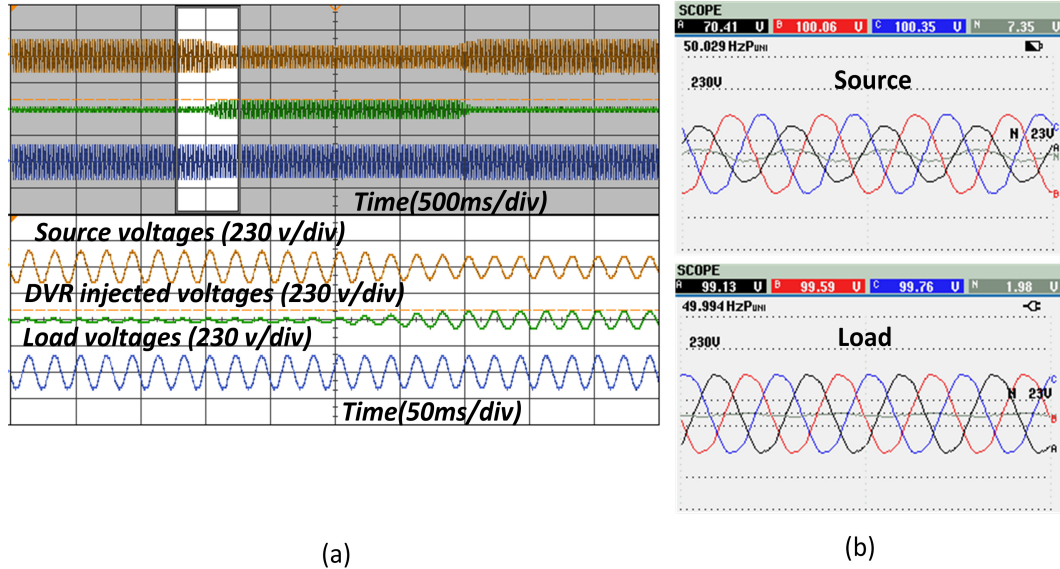 Time(500ms/div)
Source voltages (230 v/div)
DVR injected voltages (230 v/div)
Load voltages (230 v/div)
Time(50ms/div)
(a)
SCOPE
A 70.41 V B 100.06 V C 100.35 V N 7.35 V
50.029 HzPUNI
230V
Source
N 23V
C
A
N
B
SCOPE
A 99.13 V B 99.59 V C 99.76 V N 1.98 V
49.994 HzPUNI
230V
Load
C
N 23V
N
B
A
(b)